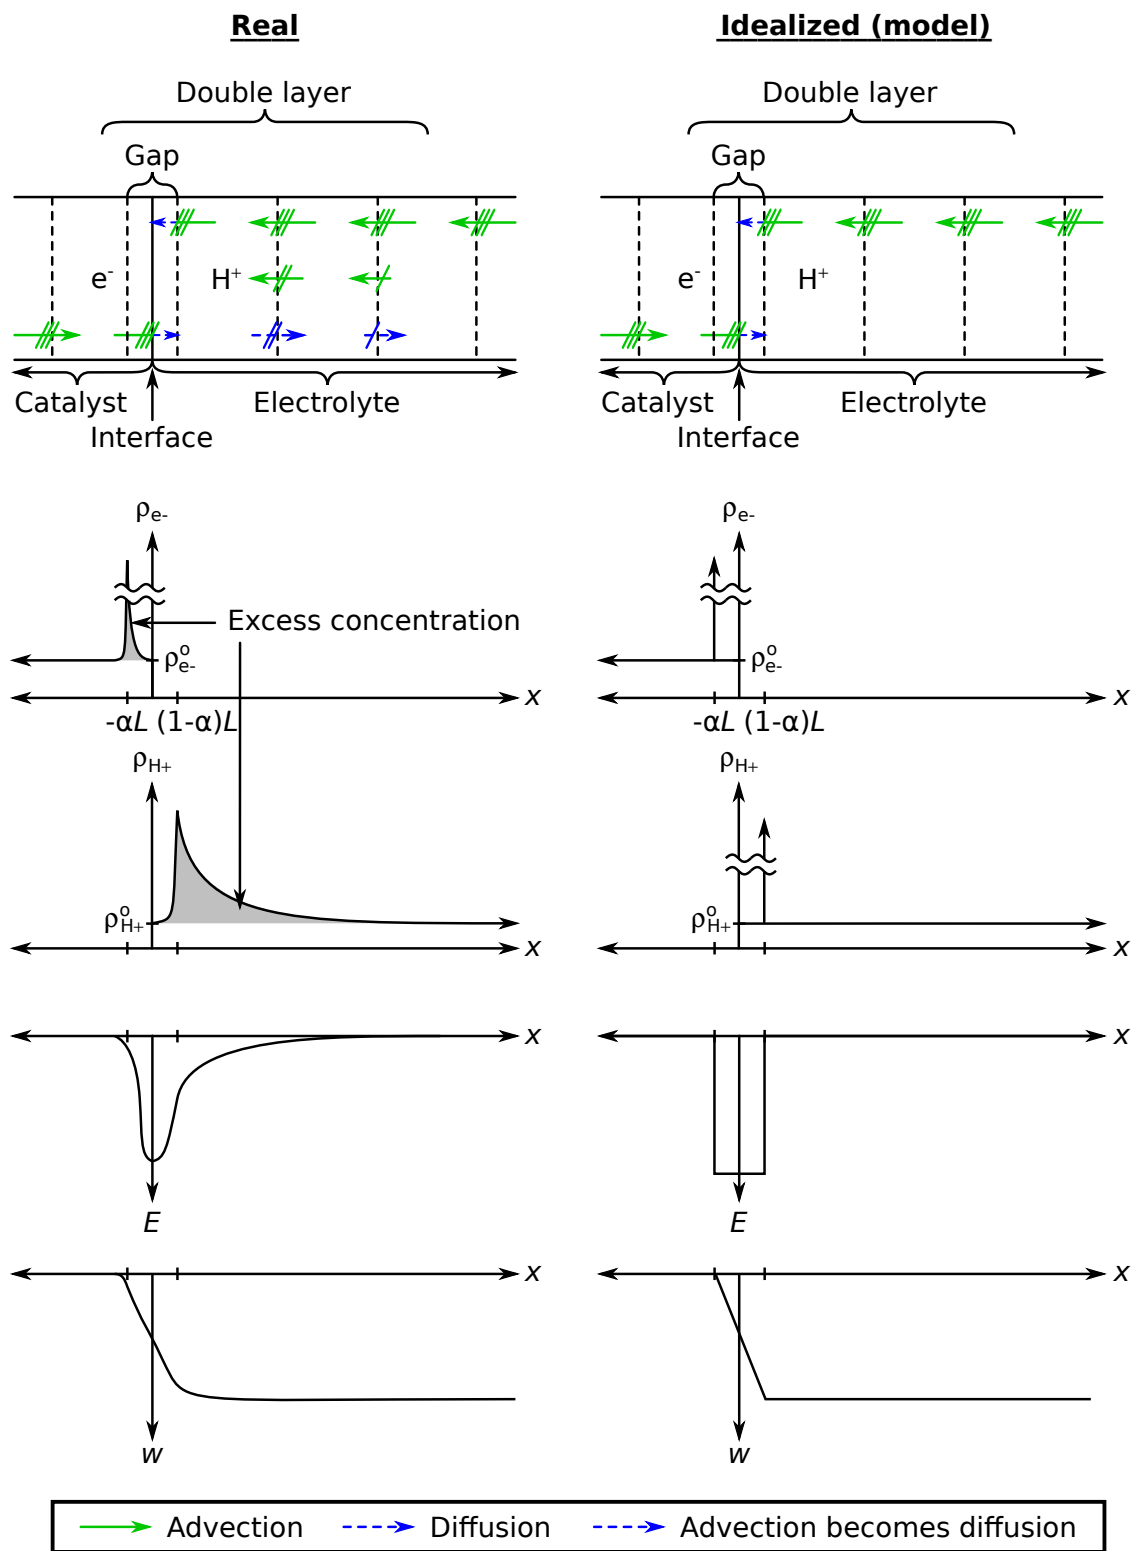 Real
Idealized (model)
Double layer
Double layer
Gap
Gap
e⁻
H⁺
e⁻
H⁺
Catalyst
Electrolyte
Catalyst
Electrolyte
Interface
Interface
ρe-
ρe-
Excess concentration
ρ°e-
ρ°e-
x
x
-αL (1-α)L
-αL (1-α)L
ρH+
ρH+
ρ°H+
ρ°H+
x
x
x
x
E
E
x
x
w
w
Advection
Diffusion
Advection becomes diffusion